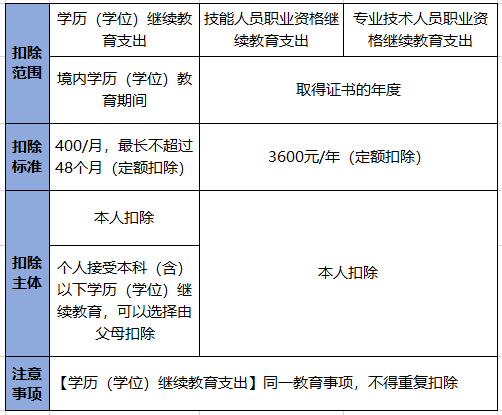 扣除
范围
学历（学位）继续教
育支出
技能人员职业资格继
续教育支出
专业技术人员职业资
格继续教育支出
境内学历（学位）教
育期间
取得证书的年度
扣除
标准
400/月，最长不超过
48个月（定额扣除）
3600元/年（定额扣除）
扣除
主体
本人扣除
个人接受本科（含）
以下学历（学位）继
续教育，可以选择由
父母扣除
本人扣除
注意
事项
【学历（学位）继续教育支出】同一教育事项，不得重复扣除